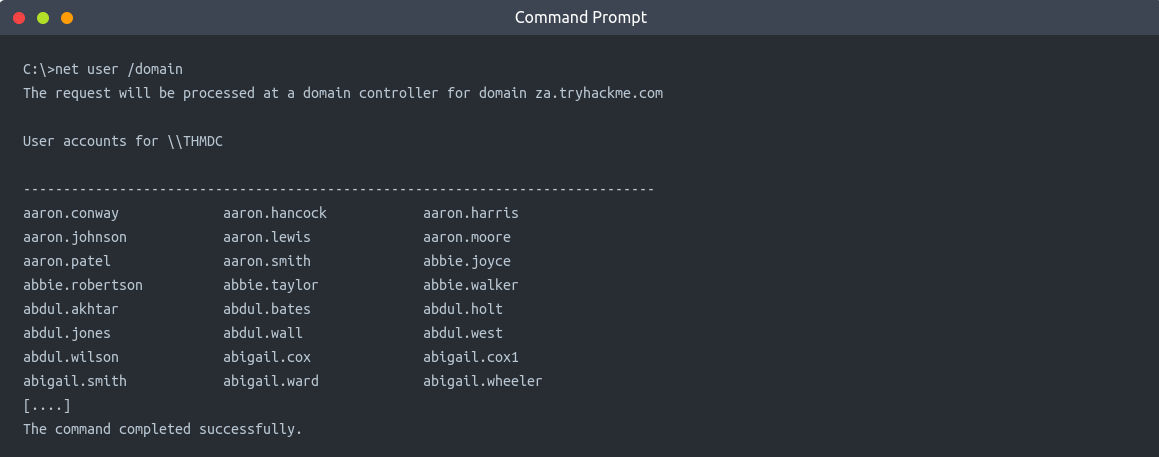 Command Prompt
C:\>net user /domain
The request will be processed at a domain controller for domain za.tryhackme.com
User accounts for \\THMDC
-------------------------------------------------------------------------------
aaron.conway             aaron.hancock            aaron.harris
aaron.johnson            aaron.lewis              aaron.moore
aaron.patel              aaron.smith              abbie.joyce
abbie.robertson          abbie.taylor             abbie.walker
abdul.akhtar             abdul.bates              abdul.holt
abdul.jones              abdul.wall               abdul.west
abdul.wilson             abigail.cox              abigail.cox1
abigail.smith            abigail.ward             abigail.wheeler
[....]
The command completed successfully.